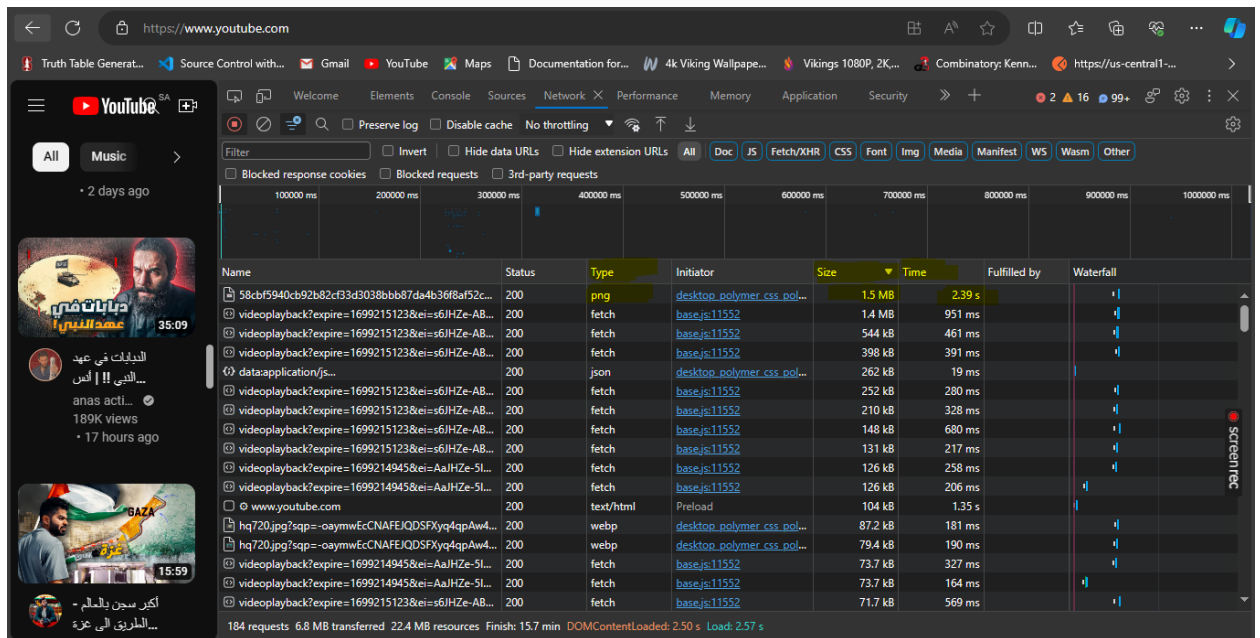 https://www.youtube.com
Truth Table Generat... Source Control with... Gmail YouTube Maps Documentation for... 4k Viking Wallpape... Vikings 1080P, 2K,... Combinatory: Kenn... https://us-central1-...
YouTube SA
All Music
• 2 days ago
دبابات في
عهد النبي!
35:09
الدبابات في عهد
النبي !! | أنس...
anas acti...
189K views
• 17 hours ago
GAZA
غزة
15:59
أكبر سجن بالعالم -
الطريق الى غزة...
Welcome Elements Console Sources Network Performance Memory Application Security 2 16 99+
Preserve log Disable cache No throttling
Filter Invert Hide data URLs Hide extension URLs All Doc JS Fetch/XHR CSS Font Img Media Manifest WS Wasm Other
Blocked response cookies Blocked requests 3rd-party requests
100000 ms 200000 ms 300000 ms 400000 ms 500000 ms 600000 ms 700000 ms 800000 ms 900000 ms 1000000 ms
Name Status Type Initiator Size Time Fulfilled by Waterfall
58cbf5940cb92b82cf33d3038bbb87da4b36f8af52c... 200 png desktop_polymer_css_pol... 1.5 MB 2.39 s
videoplayback?expire=1699215123&ei=s6JHZe-AB... 200 fetch base.js:11552 1.4 MB 951 ms
videoplayback?expire=1699215123&ei=s6JHZe-AB... 200 fetch base.js:11552 544 kB 461 ms
videoplayback?expire=1699215123&ei=s6JHZe-AB... 200 fetch base.js:11552 398 kB 391 ms
data:application/js... 200 json desktop_polymer_css_pol... 262 kB 19 ms
videoplayback?expire=1699215123&ei=s6JHZe-AB... 200 fetch base.js:11552 252 kB 280 ms
videoplayback?expire=1699215123&ei=s6JHZe-AB... 200 fetch base.js:11552 210 kB 328 ms
videoplayback?expire=1699215123&ei=s6JHZe-AB... 200 fetch base.js:11552 148 kB 680 ms
videoplayback?expire=1699215123&ei=s6JHZe-AB... 200 fetch base.js:11552 131 kB 217 ms
videoplayback?expire=1699214945&ei=AaJHZe-5I... 200 fetch base.js:11552 126 kB 258 ms
videoplayback?expire=1699214945&ei=AaJHZe-5I... 200 fetch base.js:11552 126 kB 206 ms
www.youtube.com 200 text/html Preload 104 kB 1.35 s
hq720.jpg?sqp=-oaymwEcCNAFEJQDSFXyq4qpAw4... 200 webp desktop_polymer_css_pol... 87.2 kB 181 ms
hq720.jpg?sqp=-oaymwEcCNAFEJQDSFXyq4qpAw4... 200 webp desktop_polymer_css_pol... 79.4 kB 190 ms
videoplayback?expire=1699214945&ei=AaJHZe-5I... 200 fetch base.js:11552 73.7 kB 327 ms
videoplayback?expire=1699214945&ei=AaJHZe-5I... 200 fetch base.js:11552 73.7 kB 164 ms
videoplayback?expire=1699215123&ei=s6JHZe-AB... 200 fetch base.js:11552 71.7 kB 569 ms
184 requests 6.8 MB transferred 22.4 MB resources Finish: 15.7 min DOMContentLoaded: 2.50 s Load: 2.57 s
screenrec